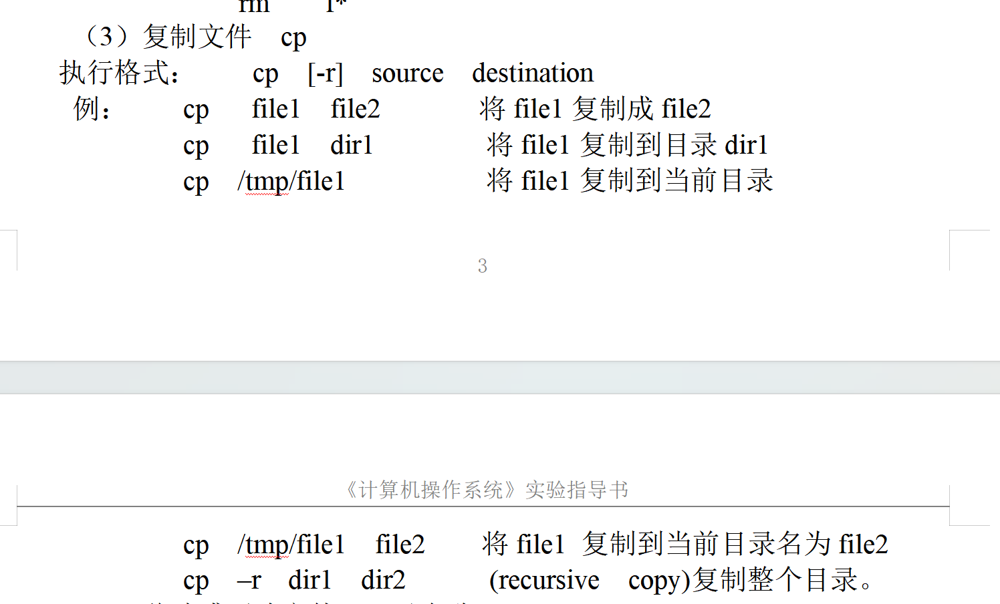 rm l*
（3）复制文件 cp
执行格式： cp [-r] source destination
例： cp file1 file2 将 file1 复制成 file2
cp file1 dir1 将 file1 复制到目录 dir1
cp /tmp/file1 将 file1 复制到当前目录
3
《计算机操作系统》实验指导书
cp /tmp/file1 file2 将 file1 复制到当前目录名为 file2
cp –r dir1 dir2 (recursive copy)复制整个目录。